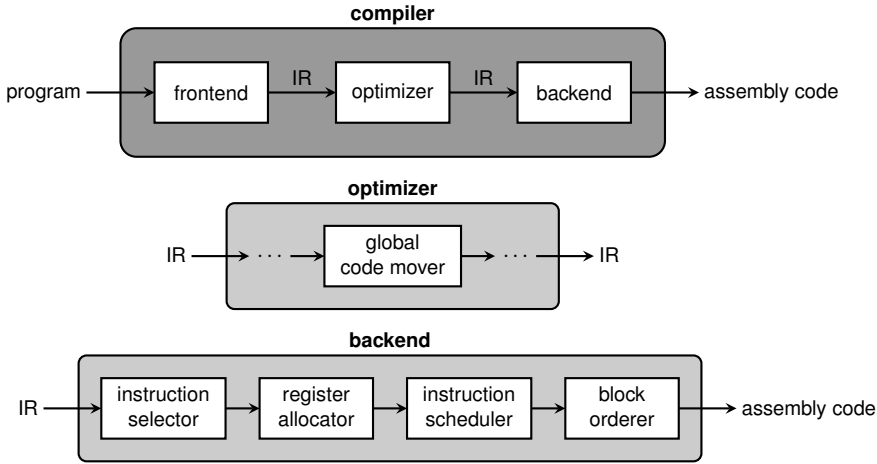 compiler
program
frontend
IR
optimizer
IR
backend
assembly code
optimizer
IR
· · ·
global
code mover
· · ·
IR
backend
IR
instruction
selector
register
allocator
instruction
scheduler
block
orderer
assembly code